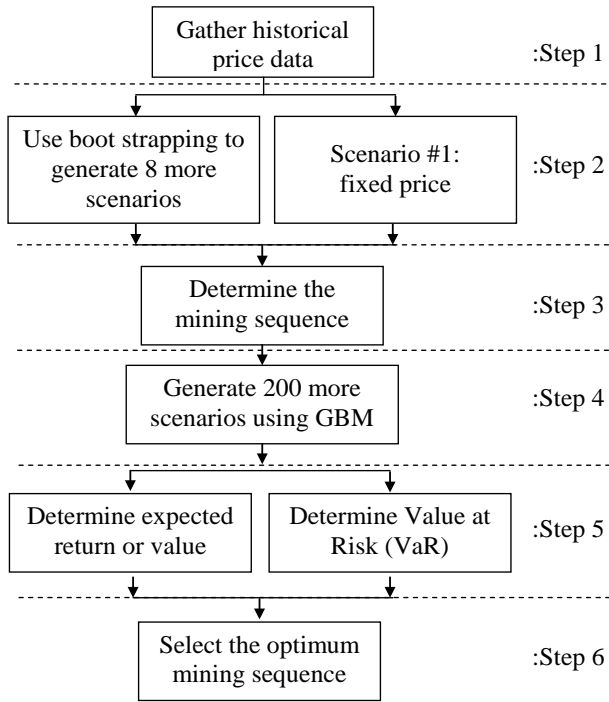 Gather historical
price data
:Step 1
Use boot strapping to
generate 8 more
scenarios
Scenario #1:
fixed price
:Step 2
Determine the
mining sequence
:Step 3
Generate 200 more
scenarios using GBM
:Step 4
Determine expected
return or value
Determine Value at
Risk (VaR)
:Step 5
Select the optimum
mining sequence
:Step 6